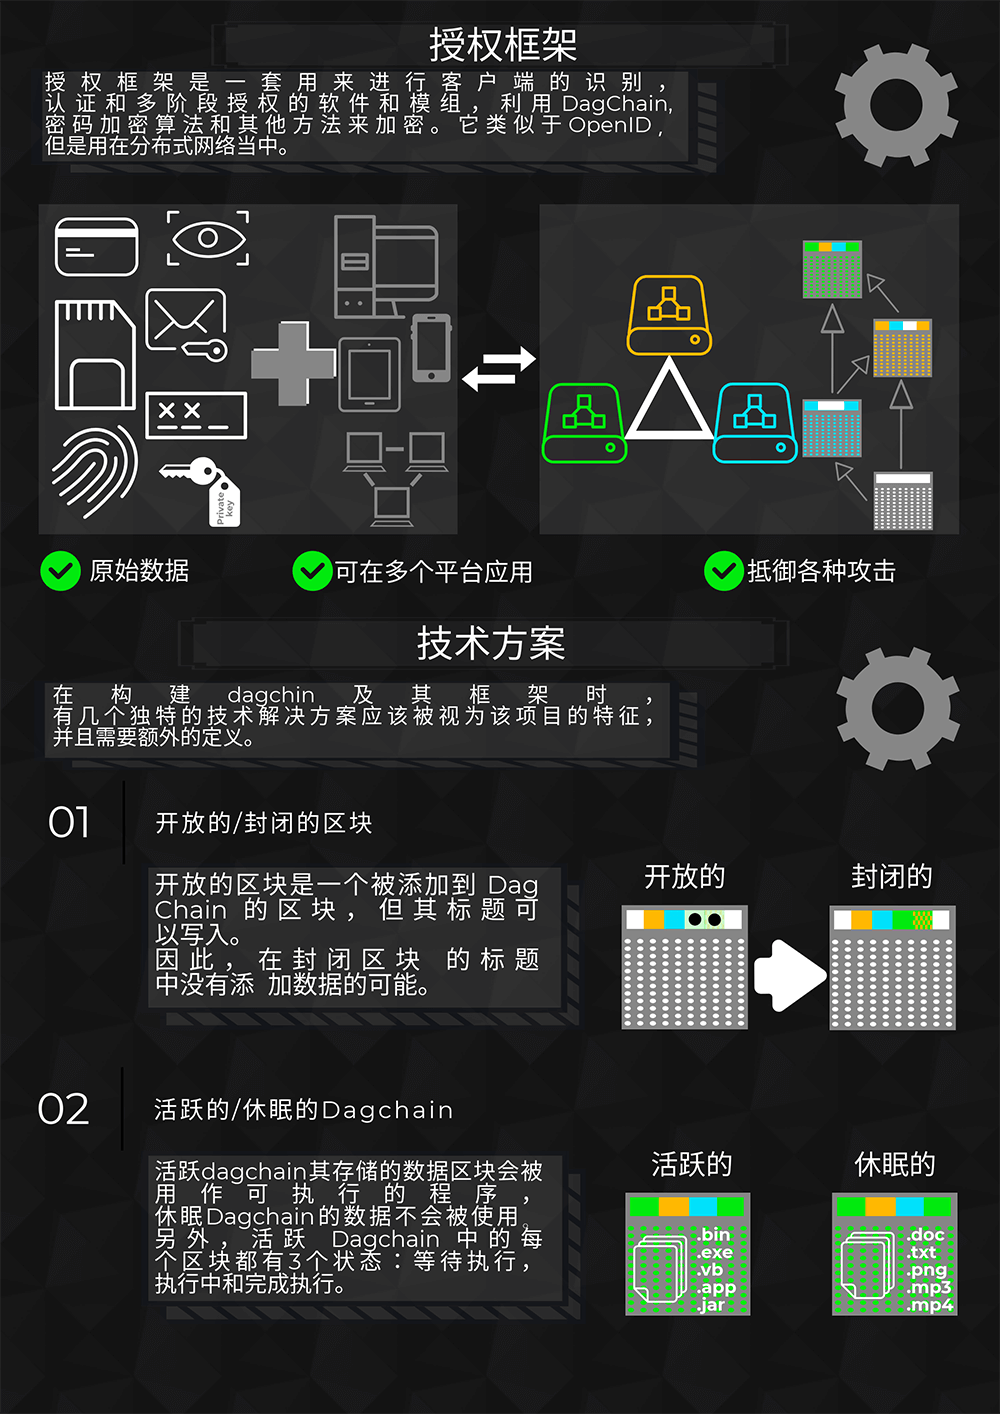 授权框架
授权框架是一套用来进行客户端的识别，
认证和多阶段授权的软件和模组，利用DagChain,
密码加密算法和其他方法来加密。它类似于OpenID,
但是用在分布式网络当中。
Private
key
原始数据
可在多个平台应用
抵御各种攻击
技术方案
在构建dagchin及其框架时，
有几个独特的技术解决方案应该被视为该项目的特征，
并且需要额外的定义。
01
开放的/封闭的区块
开放的区块是一个被添加到 Dag
Chain 的区块，但其标题可
以写入。
因此，在封闭区块 的标题
中没有添 加数据的可能。
开放的
封闭的
02
活跃的/休眠的Dagchain
活跃dagchain其存储的数据区块会被
用作可执行的程序，
休眠Dagchain的数据不会被使用。
另外，活跃 Dagchain 中的每
个区块都有3个状态：等待执行，
执行中和完成执行。
活跃的
休眠的
.bin
.exe
.vb
.app
.jar
.doc
.txt
.png
.mp3
.mp4